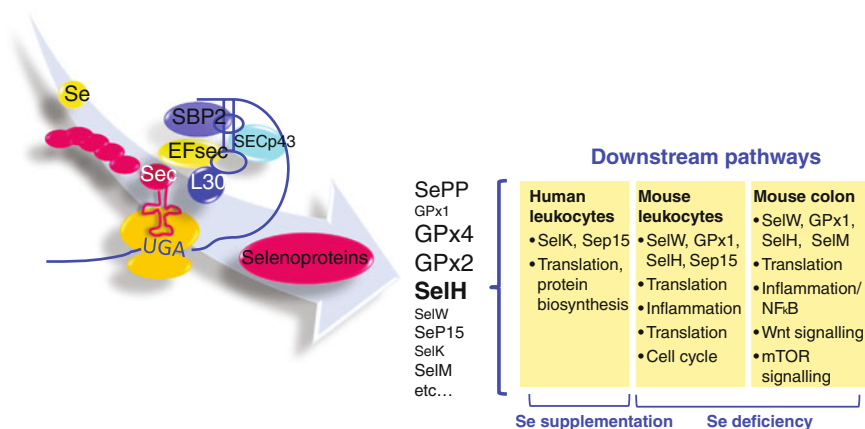 Se
SBP2
SECp43
EFsec
Sec
L30
UGA
Selenoproteins
SePP
GPx1
GPx4
GPx2
SelH
SelW
SeP15
SelK
SelM
etc…
Downstream pathways
Human
leukocytes
• SelK, Sep15
• Translation,
protein
biosynthesis
Mouse
leukocytes
• SelW, GPx1,
SelH, Sep15
• Translation
• Inflammation
• Translation
• Cell cycle
Mouse colon
• SelW, GPx1,
SelH, SelM
• Translation
• Inflammation/
NFκB
• Wnt signalling
• mTOR
signalling
Se supplementation
Se deficiency